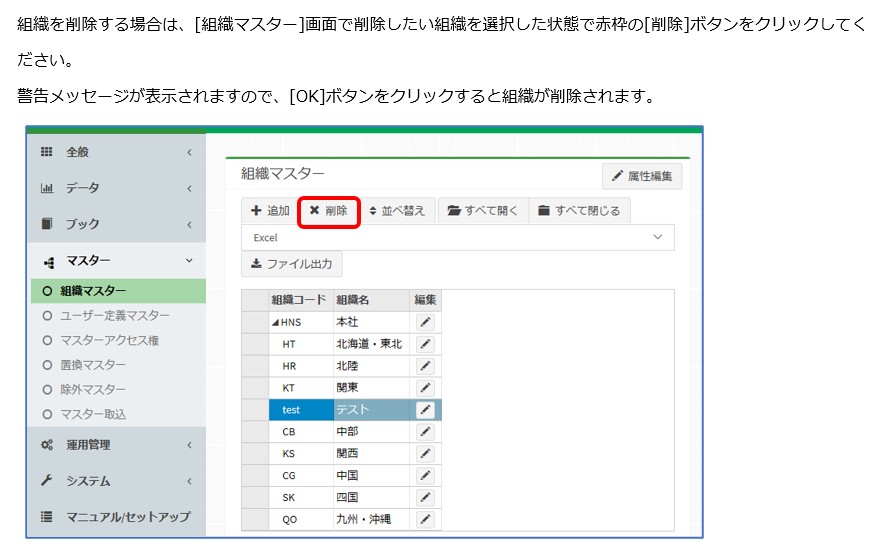 組織を削除する場合は、[組織マスター]画面で削除したい組織を選択した状態で赤枠の[削除]ボタンをクリックしてく
ださい。
警告メッセージが表示されますので、[OK]ボタンをクリックすると組織が削除されます。
全般
データ
ブック
マスター
組織マスター
ユーザー定義マスター
マスターアクセス権
置換マスター
除外マスター
マスター取込
運用管理
システム
マニュアル/セットアップ
組織マスター
属性編集
追加 削除 並べ替え すべて開く すべて閉じる
Excel
ファイル出力
組織コード 組織名 編集
HNS 本社
HT 北海道・東北
HR 北陸
KT 関東
test テスト
CB 中部
KS 関西
CG 中国
SK 四国
QO 九州・沖縄